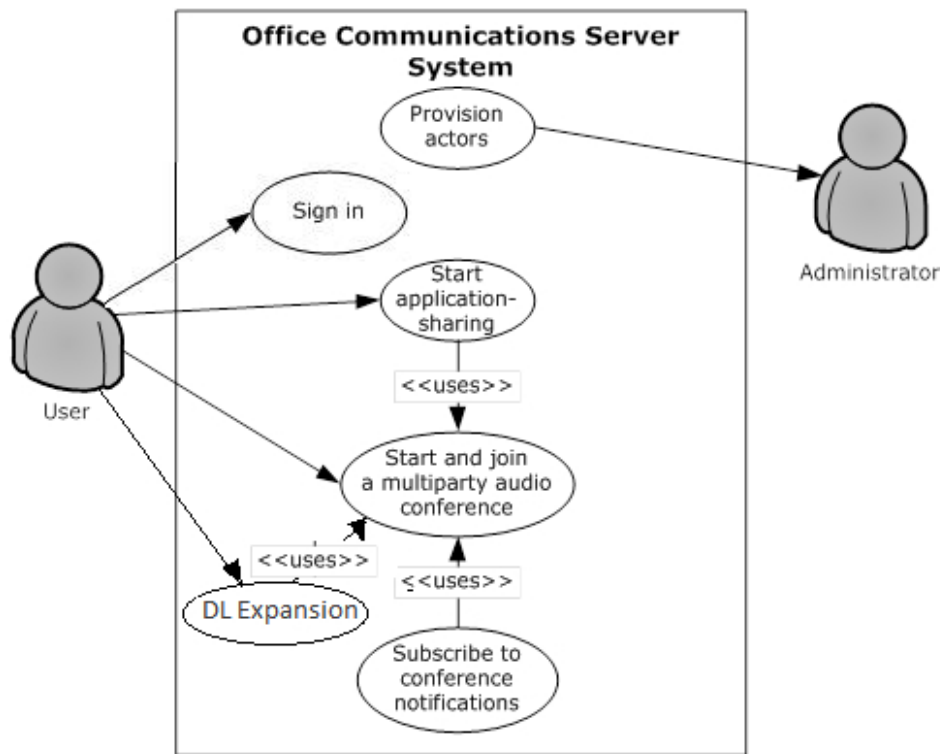 Office Communications Server
System
Provision
actors
Sign in
Administrator
Start
application-
sharing
<<uses>>
User
Start and join
a multiparty audio
conference
<<uses>>
<<uses>>
DL Expansion
Subscribe to
conference
notifications